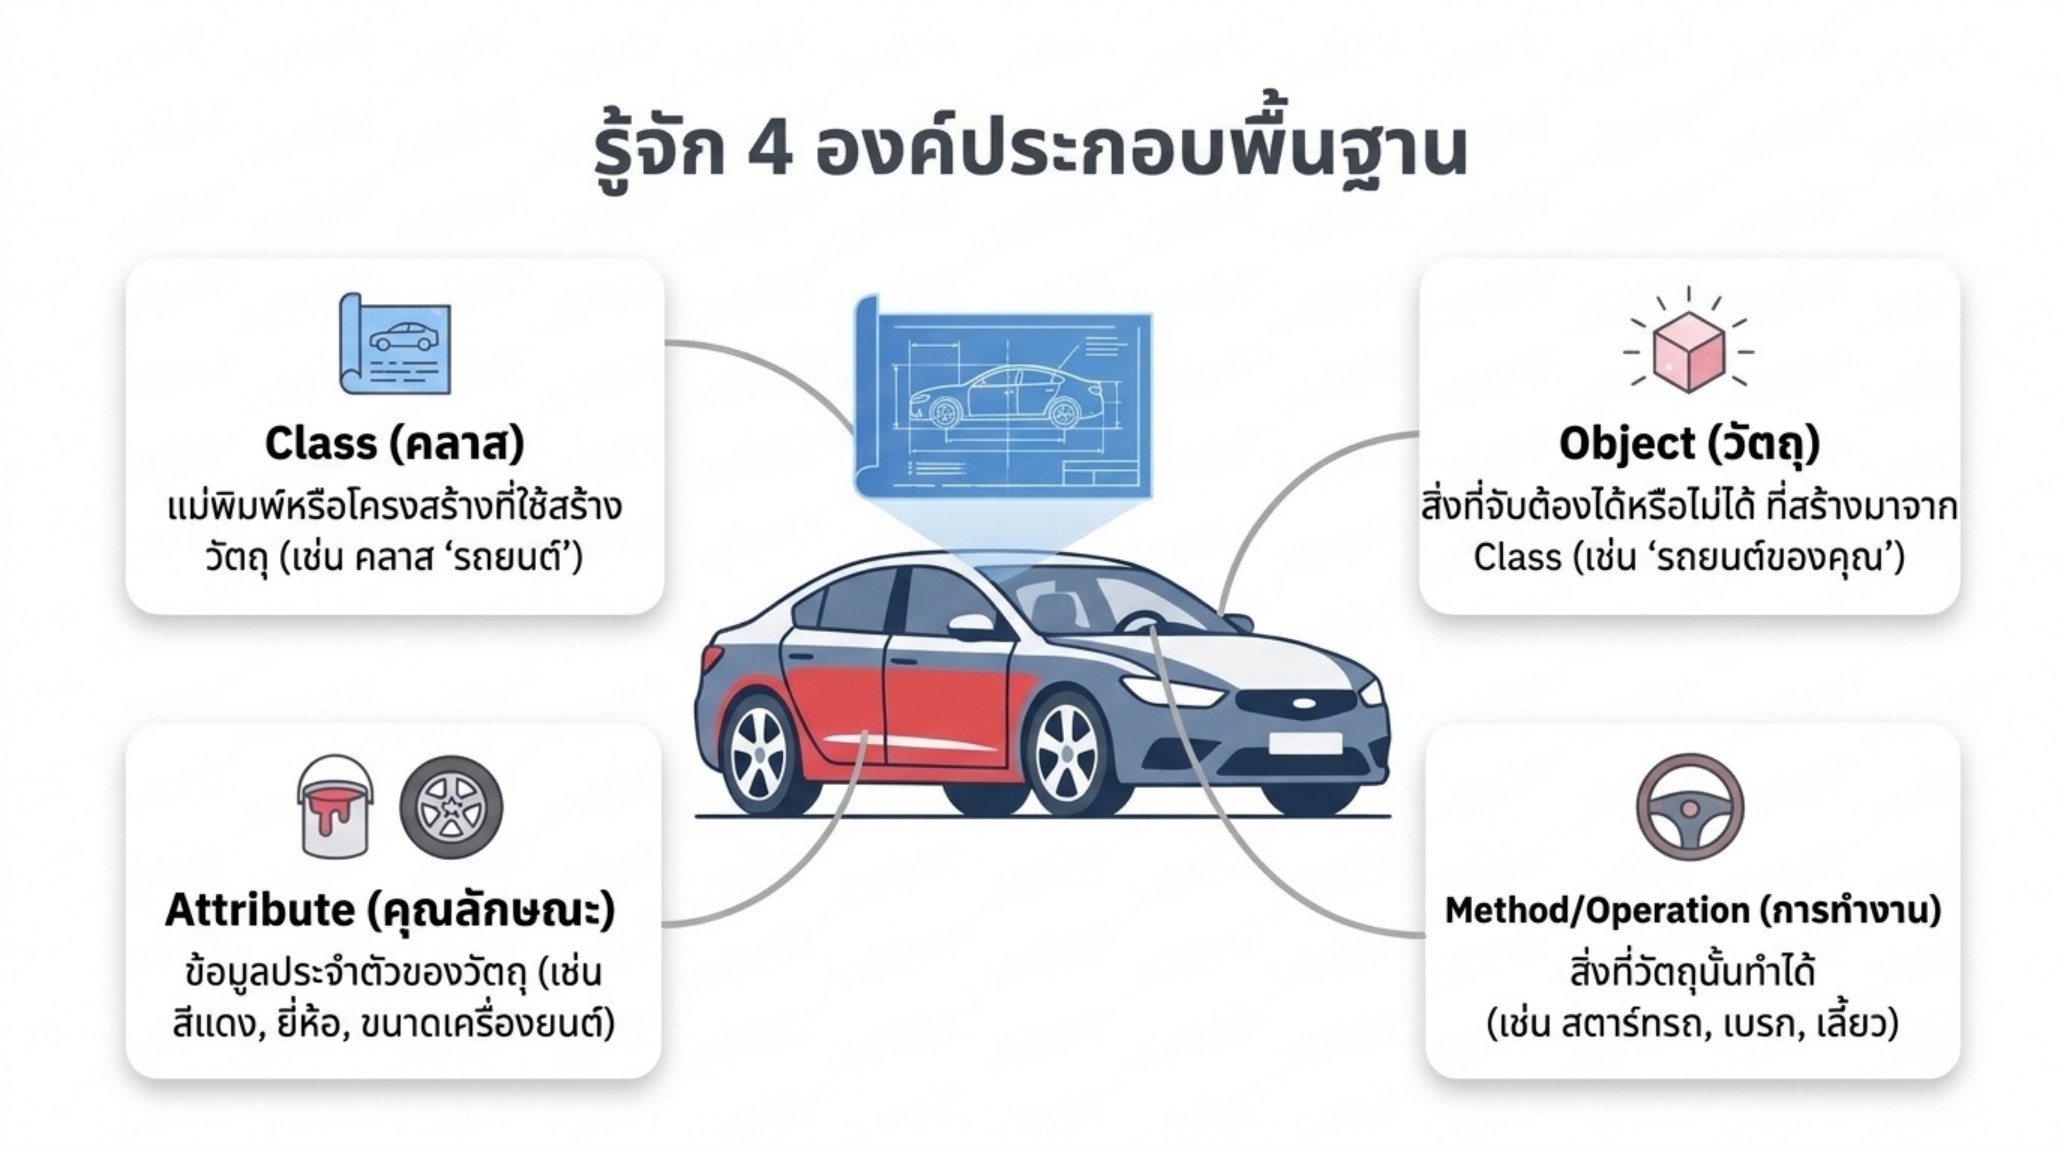 รู้จัก 4 องค์ประกอบพื้นฐาน
Class (คลาส)
แม่พิมพ์หรือโครงสร้างที่ใช้สร้าง
วัตถุ (เช่น คลาส ‘รถยนต์’)
Object (วัตถุ)
สิ่งที่จับต้องได้หรือไม่ได้ ที่สร้างมาจาก
Class (เช่น ‘รถยนต์ของคุณ’)
Attribute (คุณลักษณะ)
ข้อมูลประจำตัวของวัตถุ (เช่น
สีแดง, ยี่ห้อ, ขนาดเครื่องยนต์)
Method/Operation (การทำงาน)
สิ่งที่วัตถุนั้นทำได้
(เช่น สตาร์ทรถ, เบรก, เลี้ยว)